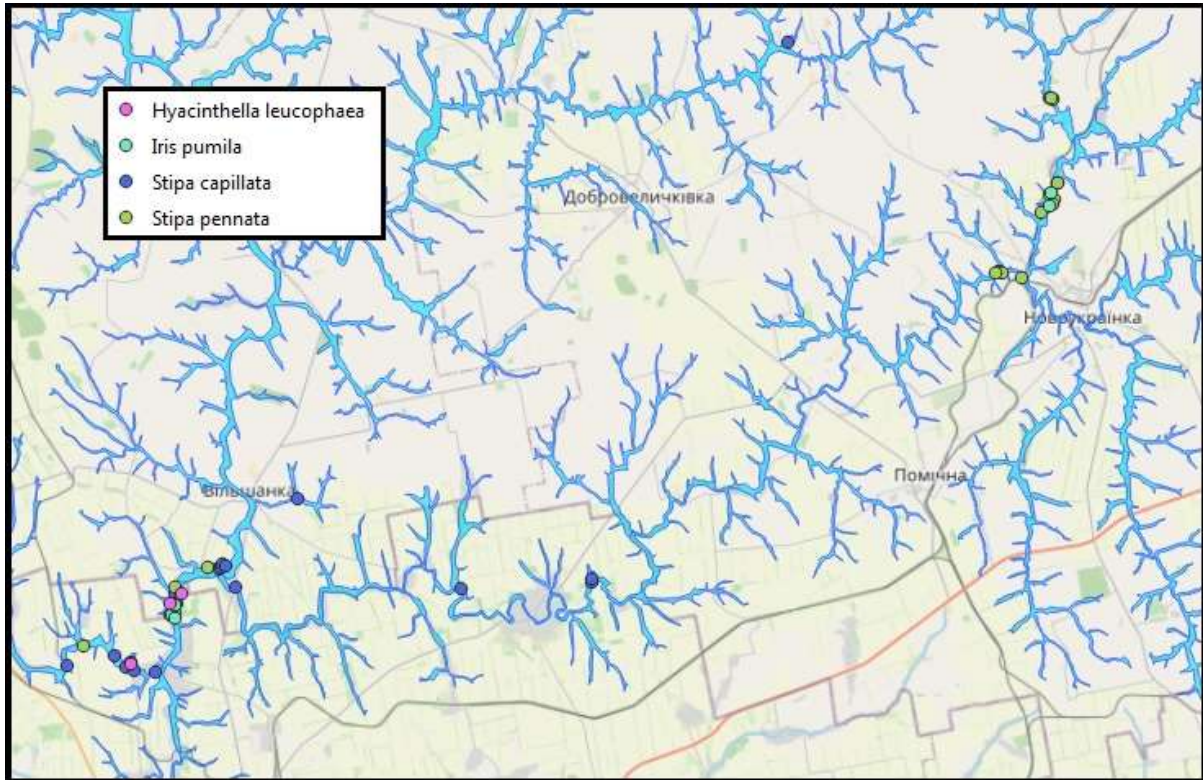 Hyacinthella leucophaea
Iris pumila
Stipa capillata
Stipa pennata
Добровеличківка
Новоукраїнка
Помічна
Вільшанка